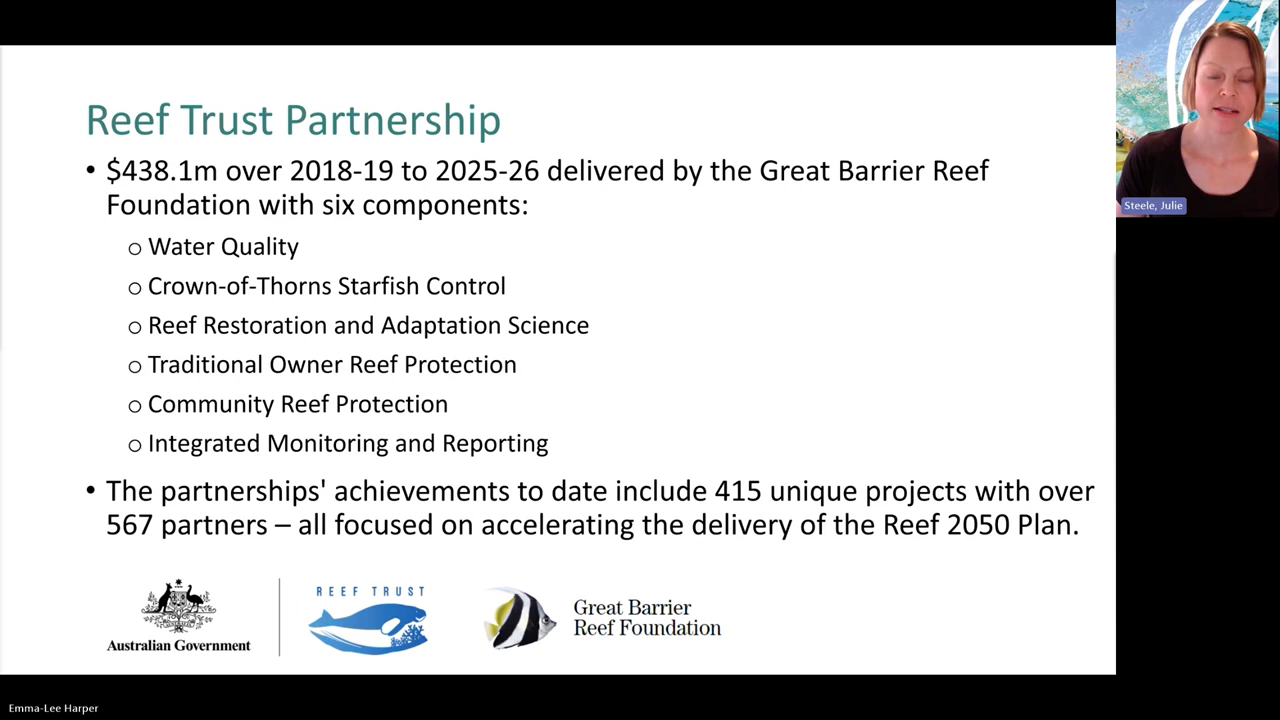 Reef Trust Partnership
• $438.1m over 2018-19 to 2025-26 delivered by the Great Barrier Reef
Foundation with six components:
o Water Quality
o Crown-of-Thorns Starfish Control
o Reef Restoration and Adaptation Science
o Traditional Owner Reef Protection
o Community Reef Protection
o Integrated Monitoring and Reporting
• The partnerships' achievements to date include 415 unique projects with over
567 partners – all focused on accelerating the delivery of the Reef 2050 Plan.
Australian Government
REEF TRUST
Great Barrier
Reef Foundation
Steele, Julie
Emma-Lee Harper